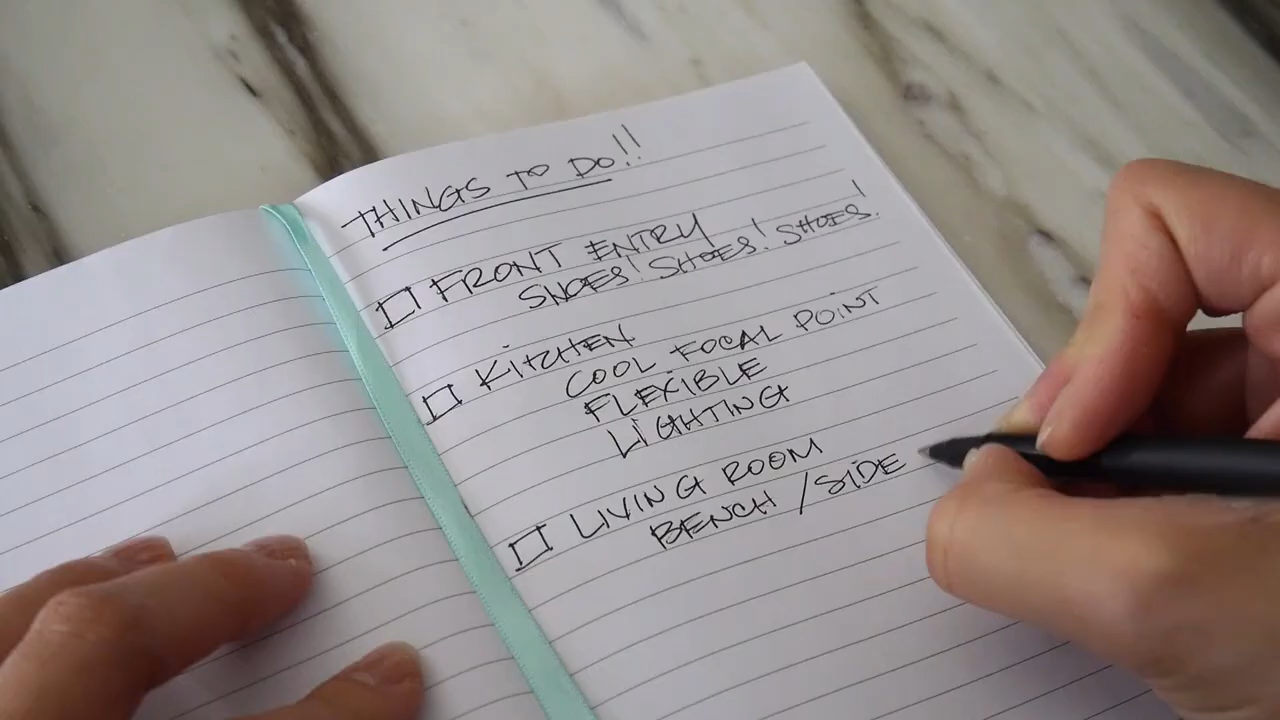 THINGS TO DO!!
FRONT ENTRY
SHOES! SHOES! SHOES!
KITCHEN
COOL FOCAL POINT
FLEXIBLE
LIGHTING
LIVING ROOM
BENCH/SIDE